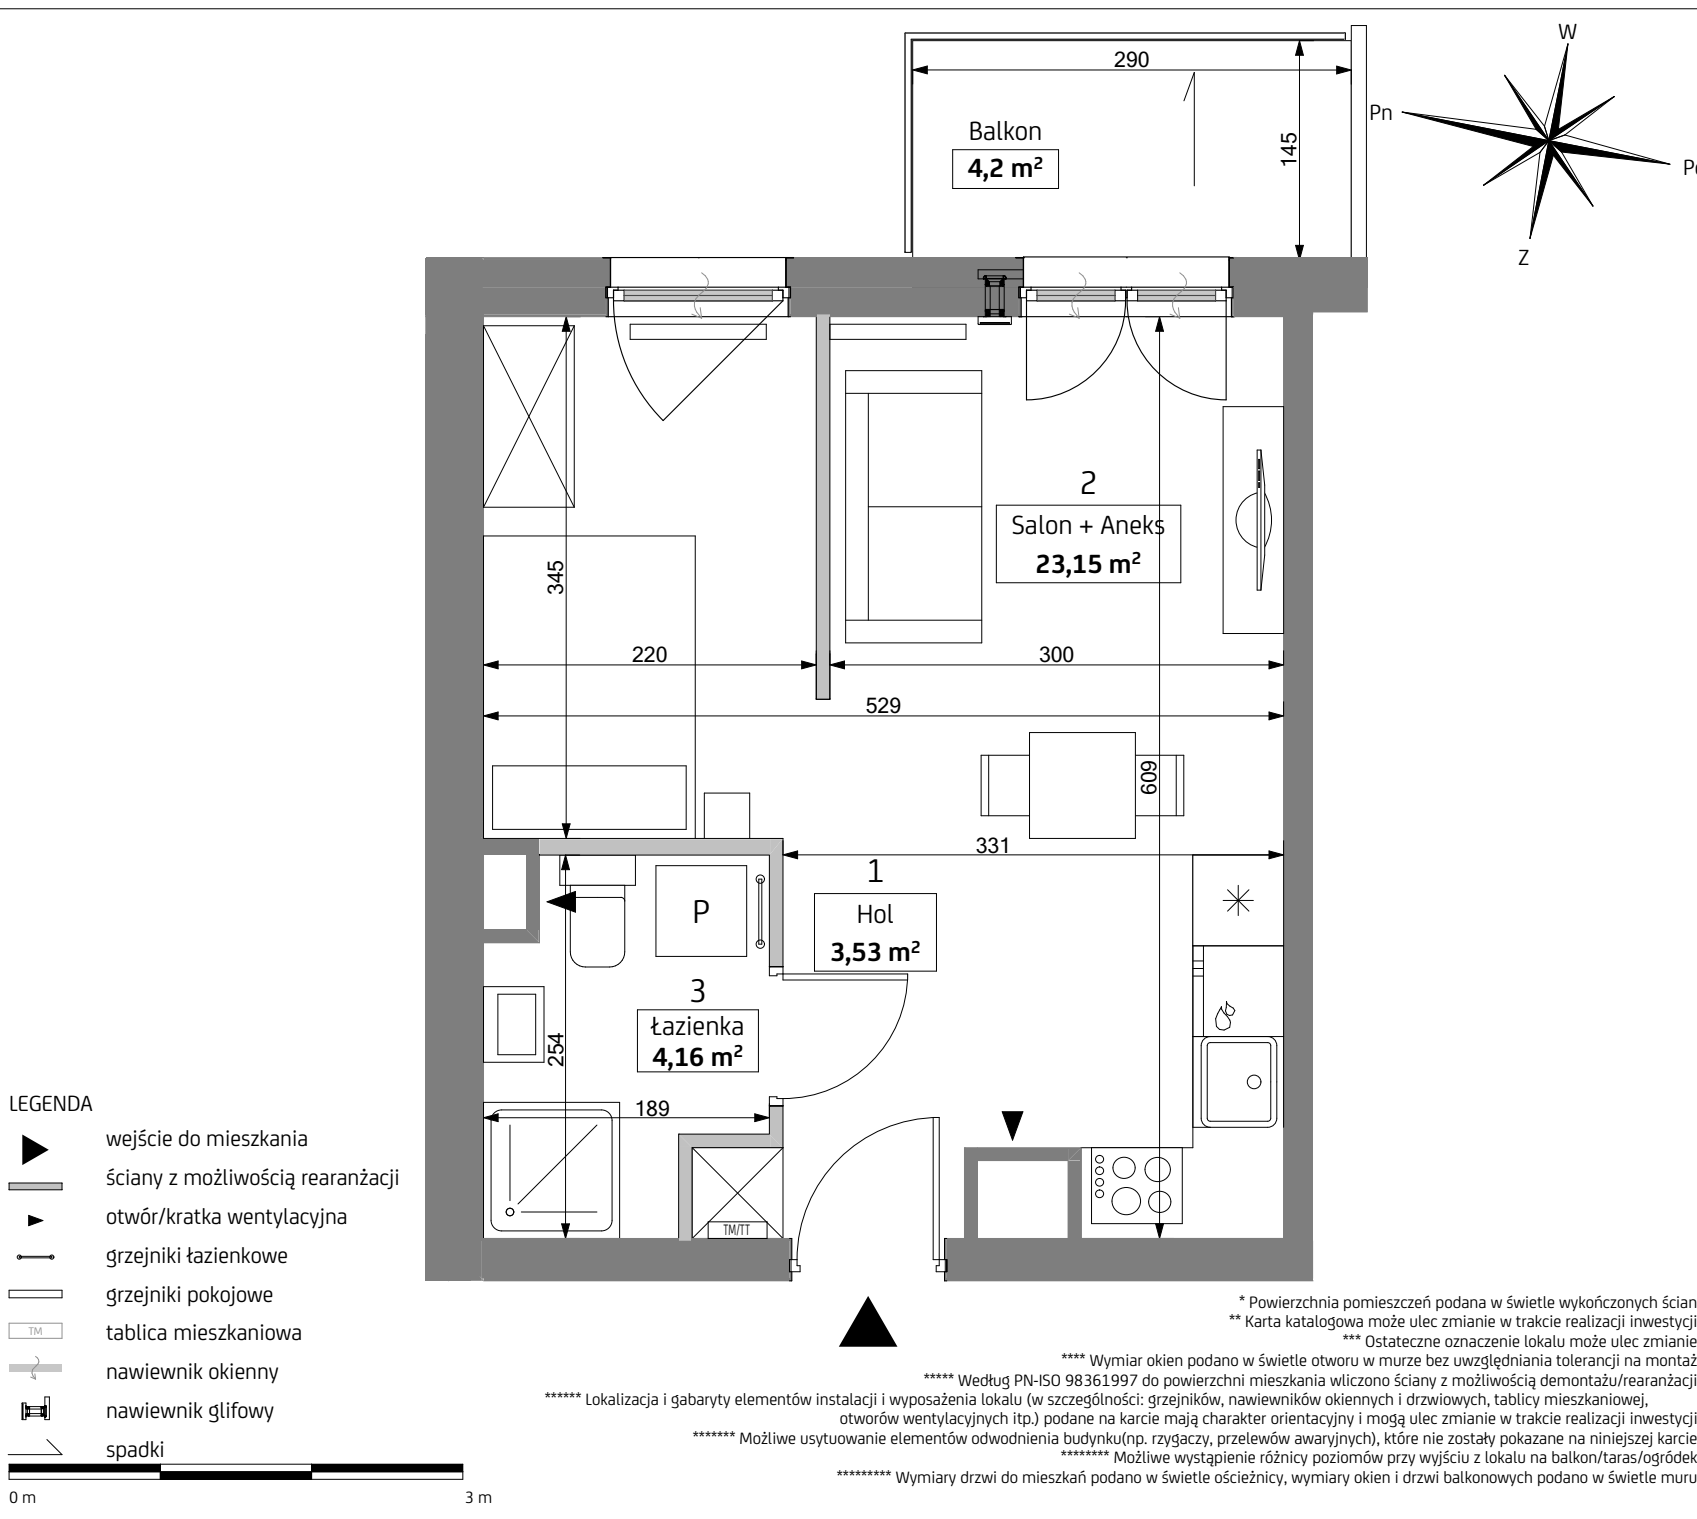 W
Pn
Z
290
145
Balkon
4,2 m²
2
Salon + Aneks
23,15 m²
345
220
300
529
609
331
1
Hol
3,53 m²
P
3
Łazienka
4,16 m²
254
189
TM/TT
LEGENDA
wejście do mieszkania
ściany z możliwością rearanżacji
otwór/kratka wentylacyjna
grzejniki łazienkowe
grzejniki pokojowe
TM
tablica mieszkaniowa
nawiewnik okienny
nawiewnik glifowy
spadki
0 m
3 m
* Powierzchnia pomieszczeń podana w świetle wykończonych ścian
** Karta katalogowa może ulec zmianie w trakcie realizacji inwestycji
*** Ostateczne oznaczenie lokalu może ulec zmianie
**** Wymiar okien podano w świetle otworu w murze bez uwzględniania tolerancji na montaż
***** Według PN-ISO 98361997 do powierzchni mieszkania wliczono ściany z możliwością demontażu/rearanżacji
****** Lokalizacja i gabaryty elementów instalacji i wyposażenia lokalu (w szczególności: grzejników, nawiewników okiennych i drzwiowych, tablicy mieszkaniowej,
otworów wentylacyjnych itp.) podane na karcie mają charakter orientacyjny i mogą ulec zmianie w trakcie realizacji inwestycji
******* Możliwe usytuowanie elementów odwodnienia budynku(np. rzygaczy, przelewów awaryjnych), które nie zostały pokazane na niniejszej karcie
******** Możliwe wystąpienie różnicy poziomów przy wyjściu z lokalu na balkon/taras/ogródek
********* Wymiary drzwi do mieszkań podano w świetle ościeżnicy, wymiary okien i drzwi balkonowych podano w świetle muru